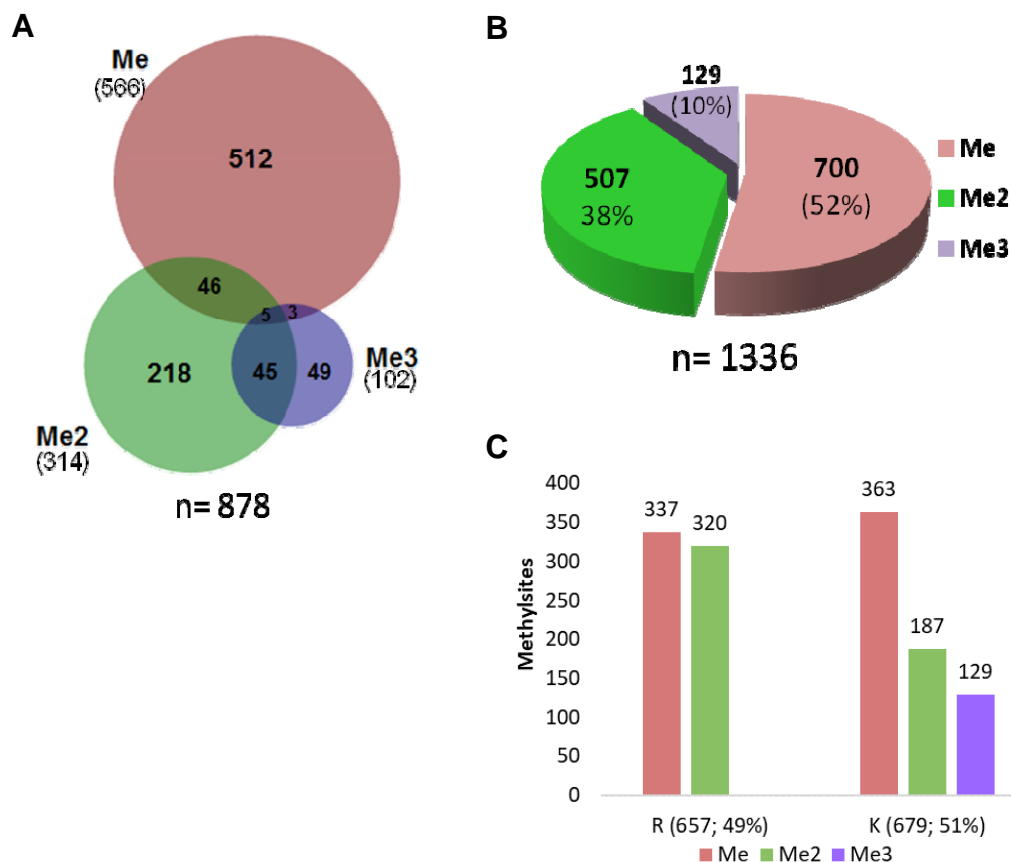 A
Me
(566)
512
46
5
3
218
45
49
Me3
(102)
Me2
(314)
n= 878
B
129
(10%)
700
(52%)
507
38%
Me
Me2
Me3
n= 1336
C
Methylsites
400
350
300
250
200
150
100
50
0
337
320
363
187
129
R (657; 49%)
K (679; 51%)
Me
Me2
Me3